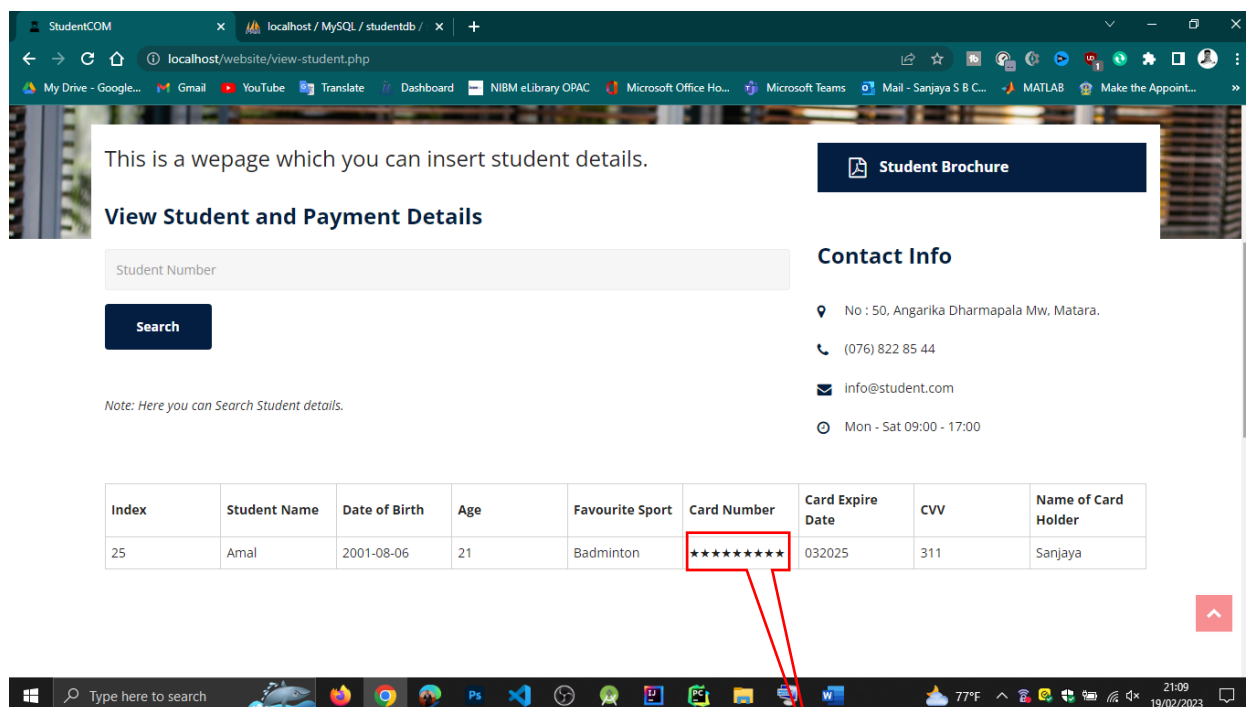 StudentCOM
localhost / MySQL / studentdb /
localhost/website/view-student.php
My Drive - Google...
Gmail
YouTube
Translate
Dashboard
NIBM eLibrary OPAC
Microsoft Office Ho...
Microsoft Teams
Mail - Sanjaya S B C...
MATLAB
Make the Appoint...
»
This is a wepage which you can insert student details.
Student Brochure
View Student and Payment Details
Student Number
Search
Note: Here you can Search Student details.
Contact Info
No : 50, Angarika Dharmapala Mw, Matara.
(076) 822 85 44
info@student.com
Mon - Sat 09:00 - 17:00
Index Student Name Date of Birth Age Favourite Sport Card Number Card Expire Date CVV Name of Card Holder
25 Amal 2001-08-06 21 Badminton ★★★★★★★★★ 032025 311 Sanjaya
Type here to search
Ps
PC
W
77°F
21:09
19/02/2023